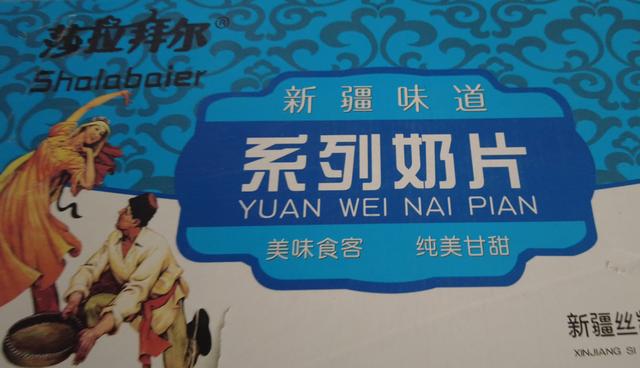 莎拉拜尔®
Shalabaier
新疆味道
系列奶片
YUAN WEI NAI PIAN
美味食客 纯美甘甜
新疆丝
XINJIANG SI